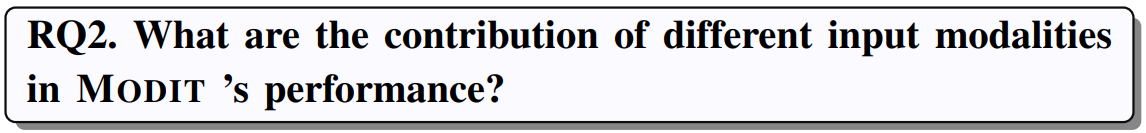 RQ2. What are the contribution of different input modalities
in MODIT 's performance?